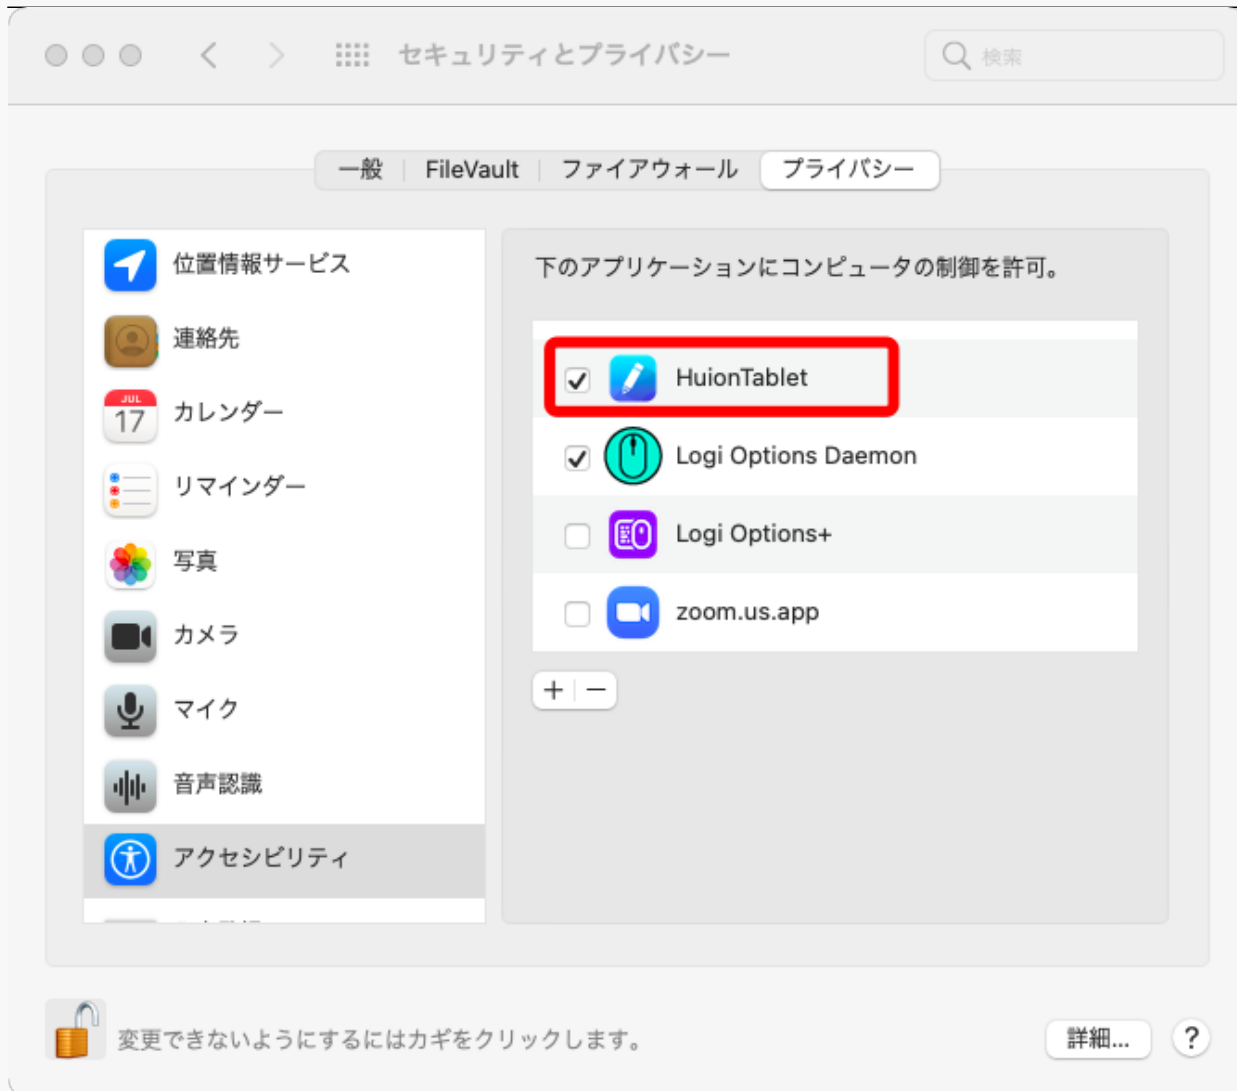 セキュリティとプライバシー
検索
一般
FileVault
ファイアウォール
プライバシー
位置情報サービス
連絡先
JUL
17
カレンダー
リマインダー
写真
カメラ
マイク
音声認識
アクセシビリティ
下のアプリケーションにコンピュータの制御を許可。
HuionTablet
Logi Options Daemon
Logi Options+
zoom.us.app
変更できないようにするにはカギをクリックします。
詳細...
?